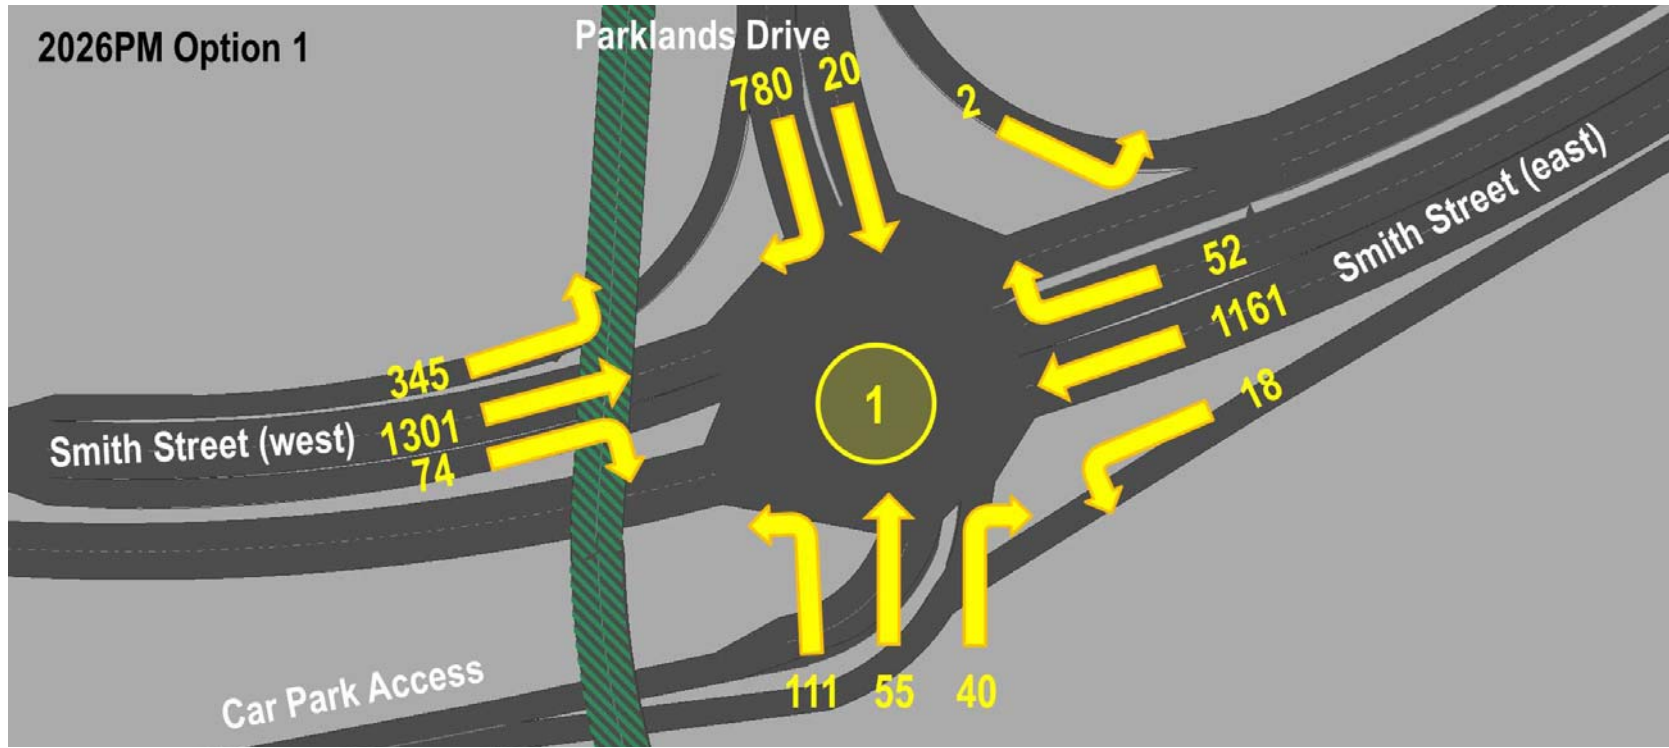 2026PM Option 1
Parklands Drive
780
20
2
52
1161
Smith Street (east)
18
345
1301
74
Smith Street (west)
1
111
55
40
Car Park Access